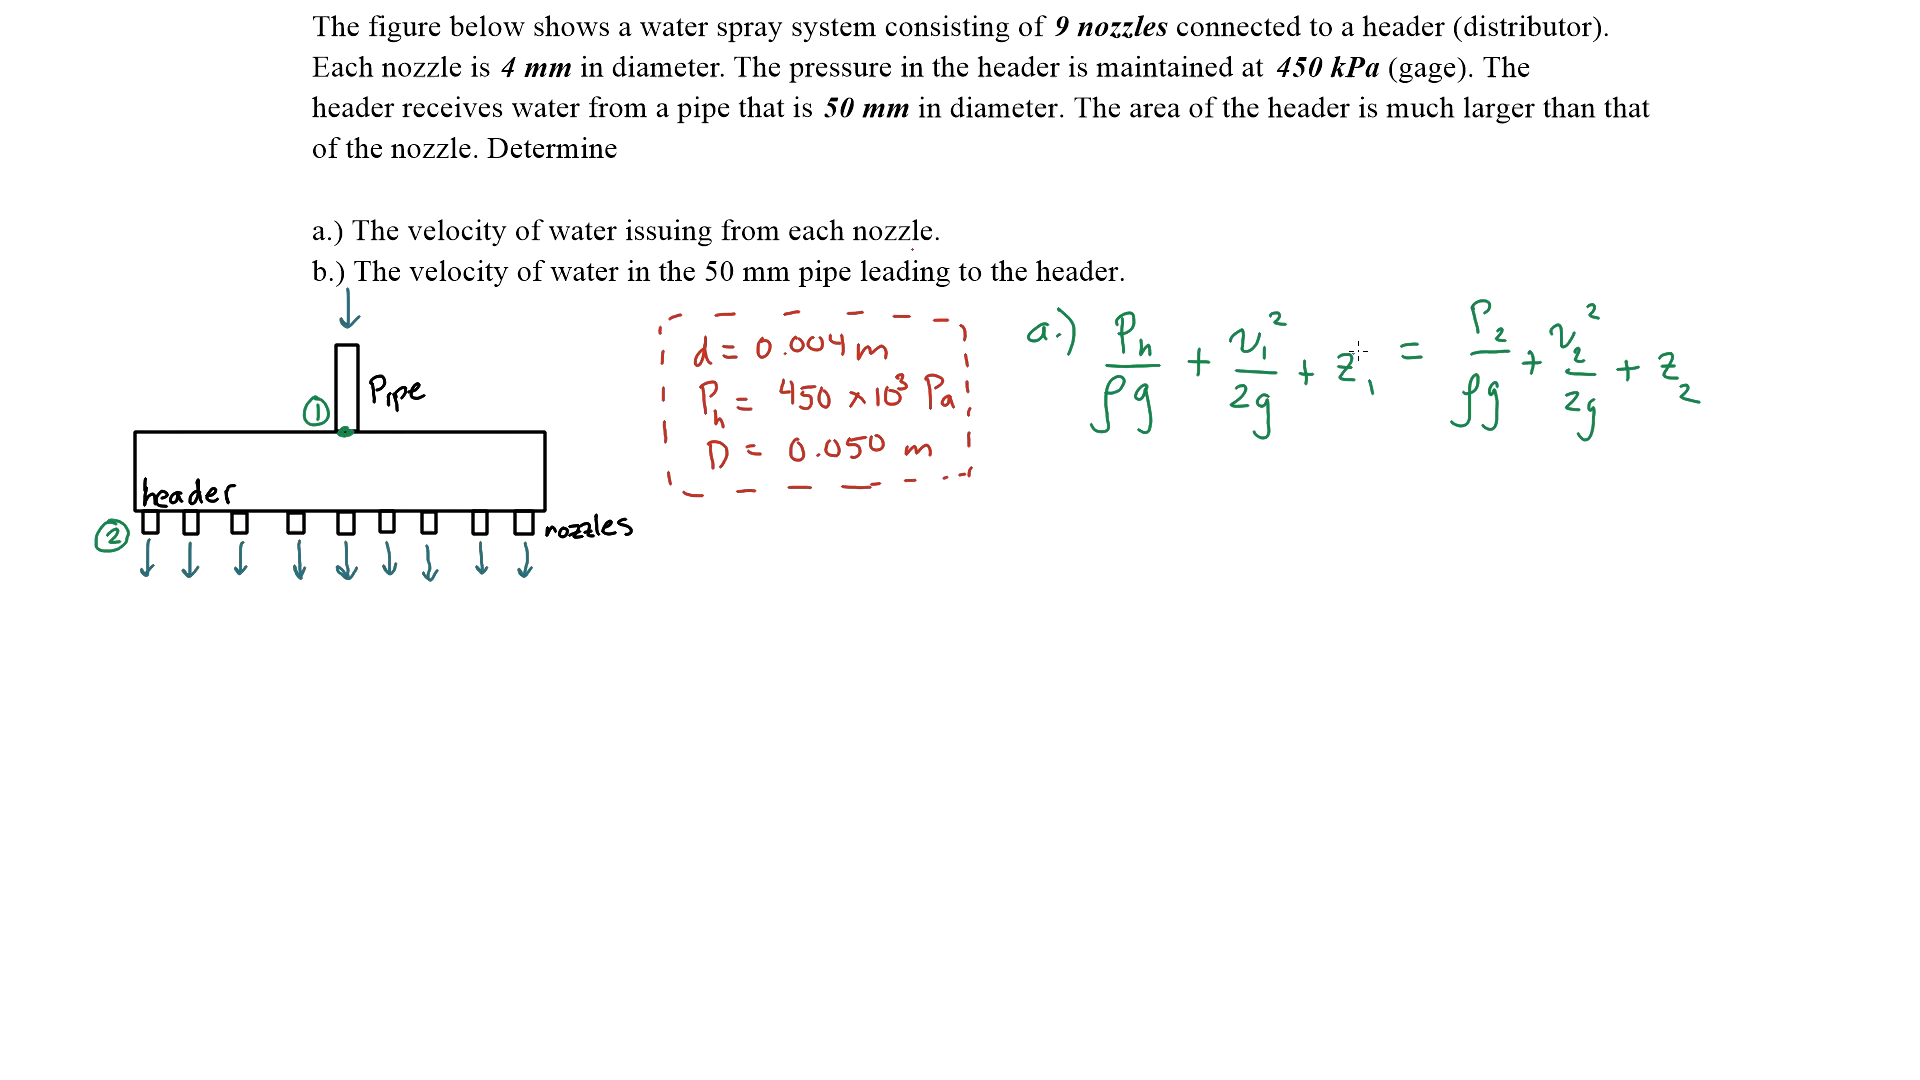 The figure below shows a water spray system consisting of 9 nozzles connected to a header (distributor).
Each nozzle is 4 mm in diameter. The pressure in the header is maintained at 450 kPa (gage). The
header receives water from a pipe that is 50 mm in diameter. The area of the header is much larger than that
of the nozzle. Determine
a.) The velocity of water issuing from each nozzle.
b.) The velocity of water in the 50 mm pipe leading to the header.
① Pipe
header
② nozzles
d = 0.004 m
P_h = 450 × 10³ Pa
D = 0.050 m
a.) P_h/ρg + v₁²/2g + z₁ = P₂/ρg + v₂²/2g + z₂